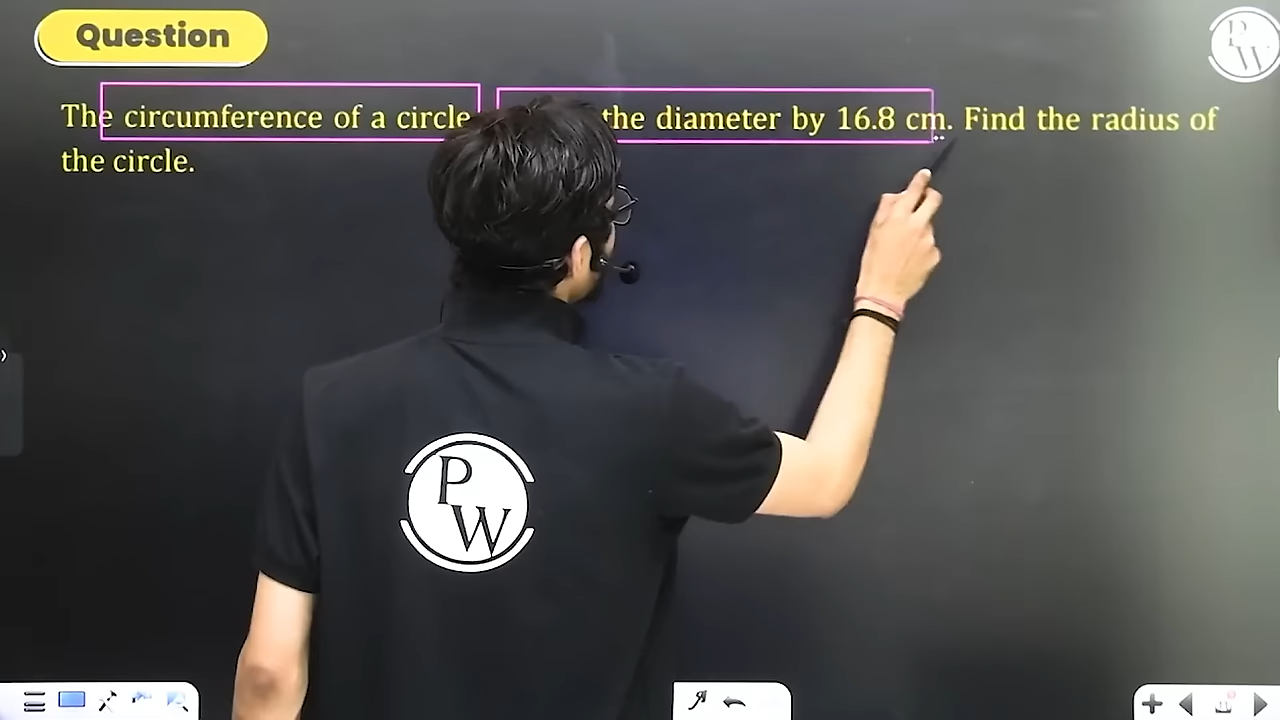 Question
The circumference of a circle the diameter by 16.8 cm. Find the radius of
the circle.
P
W
P
W